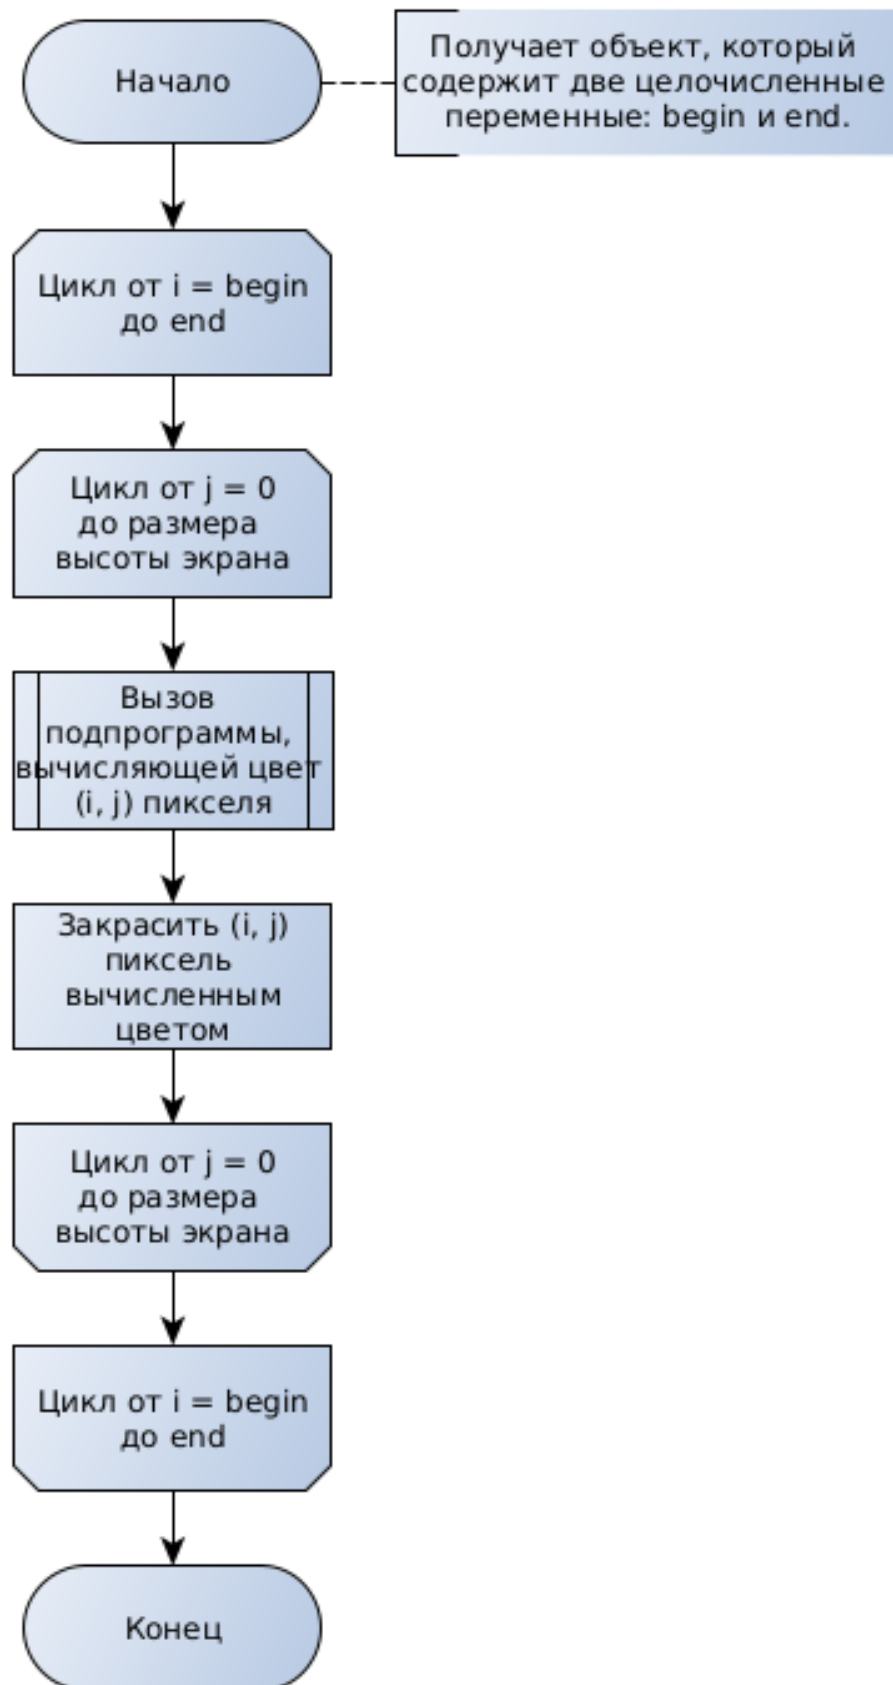 Начало
Получает объект, который
содержит две целочисленные
переменные: begin и end.
Цикл от i = begin
до end
Цикл от j = 0
до размера
высоты экрана
Вызов
подпрограммы,
вычисляющей цвет
(i, j) пикселя
Закрасить (i, j)
пиксель
вычисленным
цветом
Цикл от j = 0
до размера
высоты экрана
Цикл от i = begin
до end
Конец